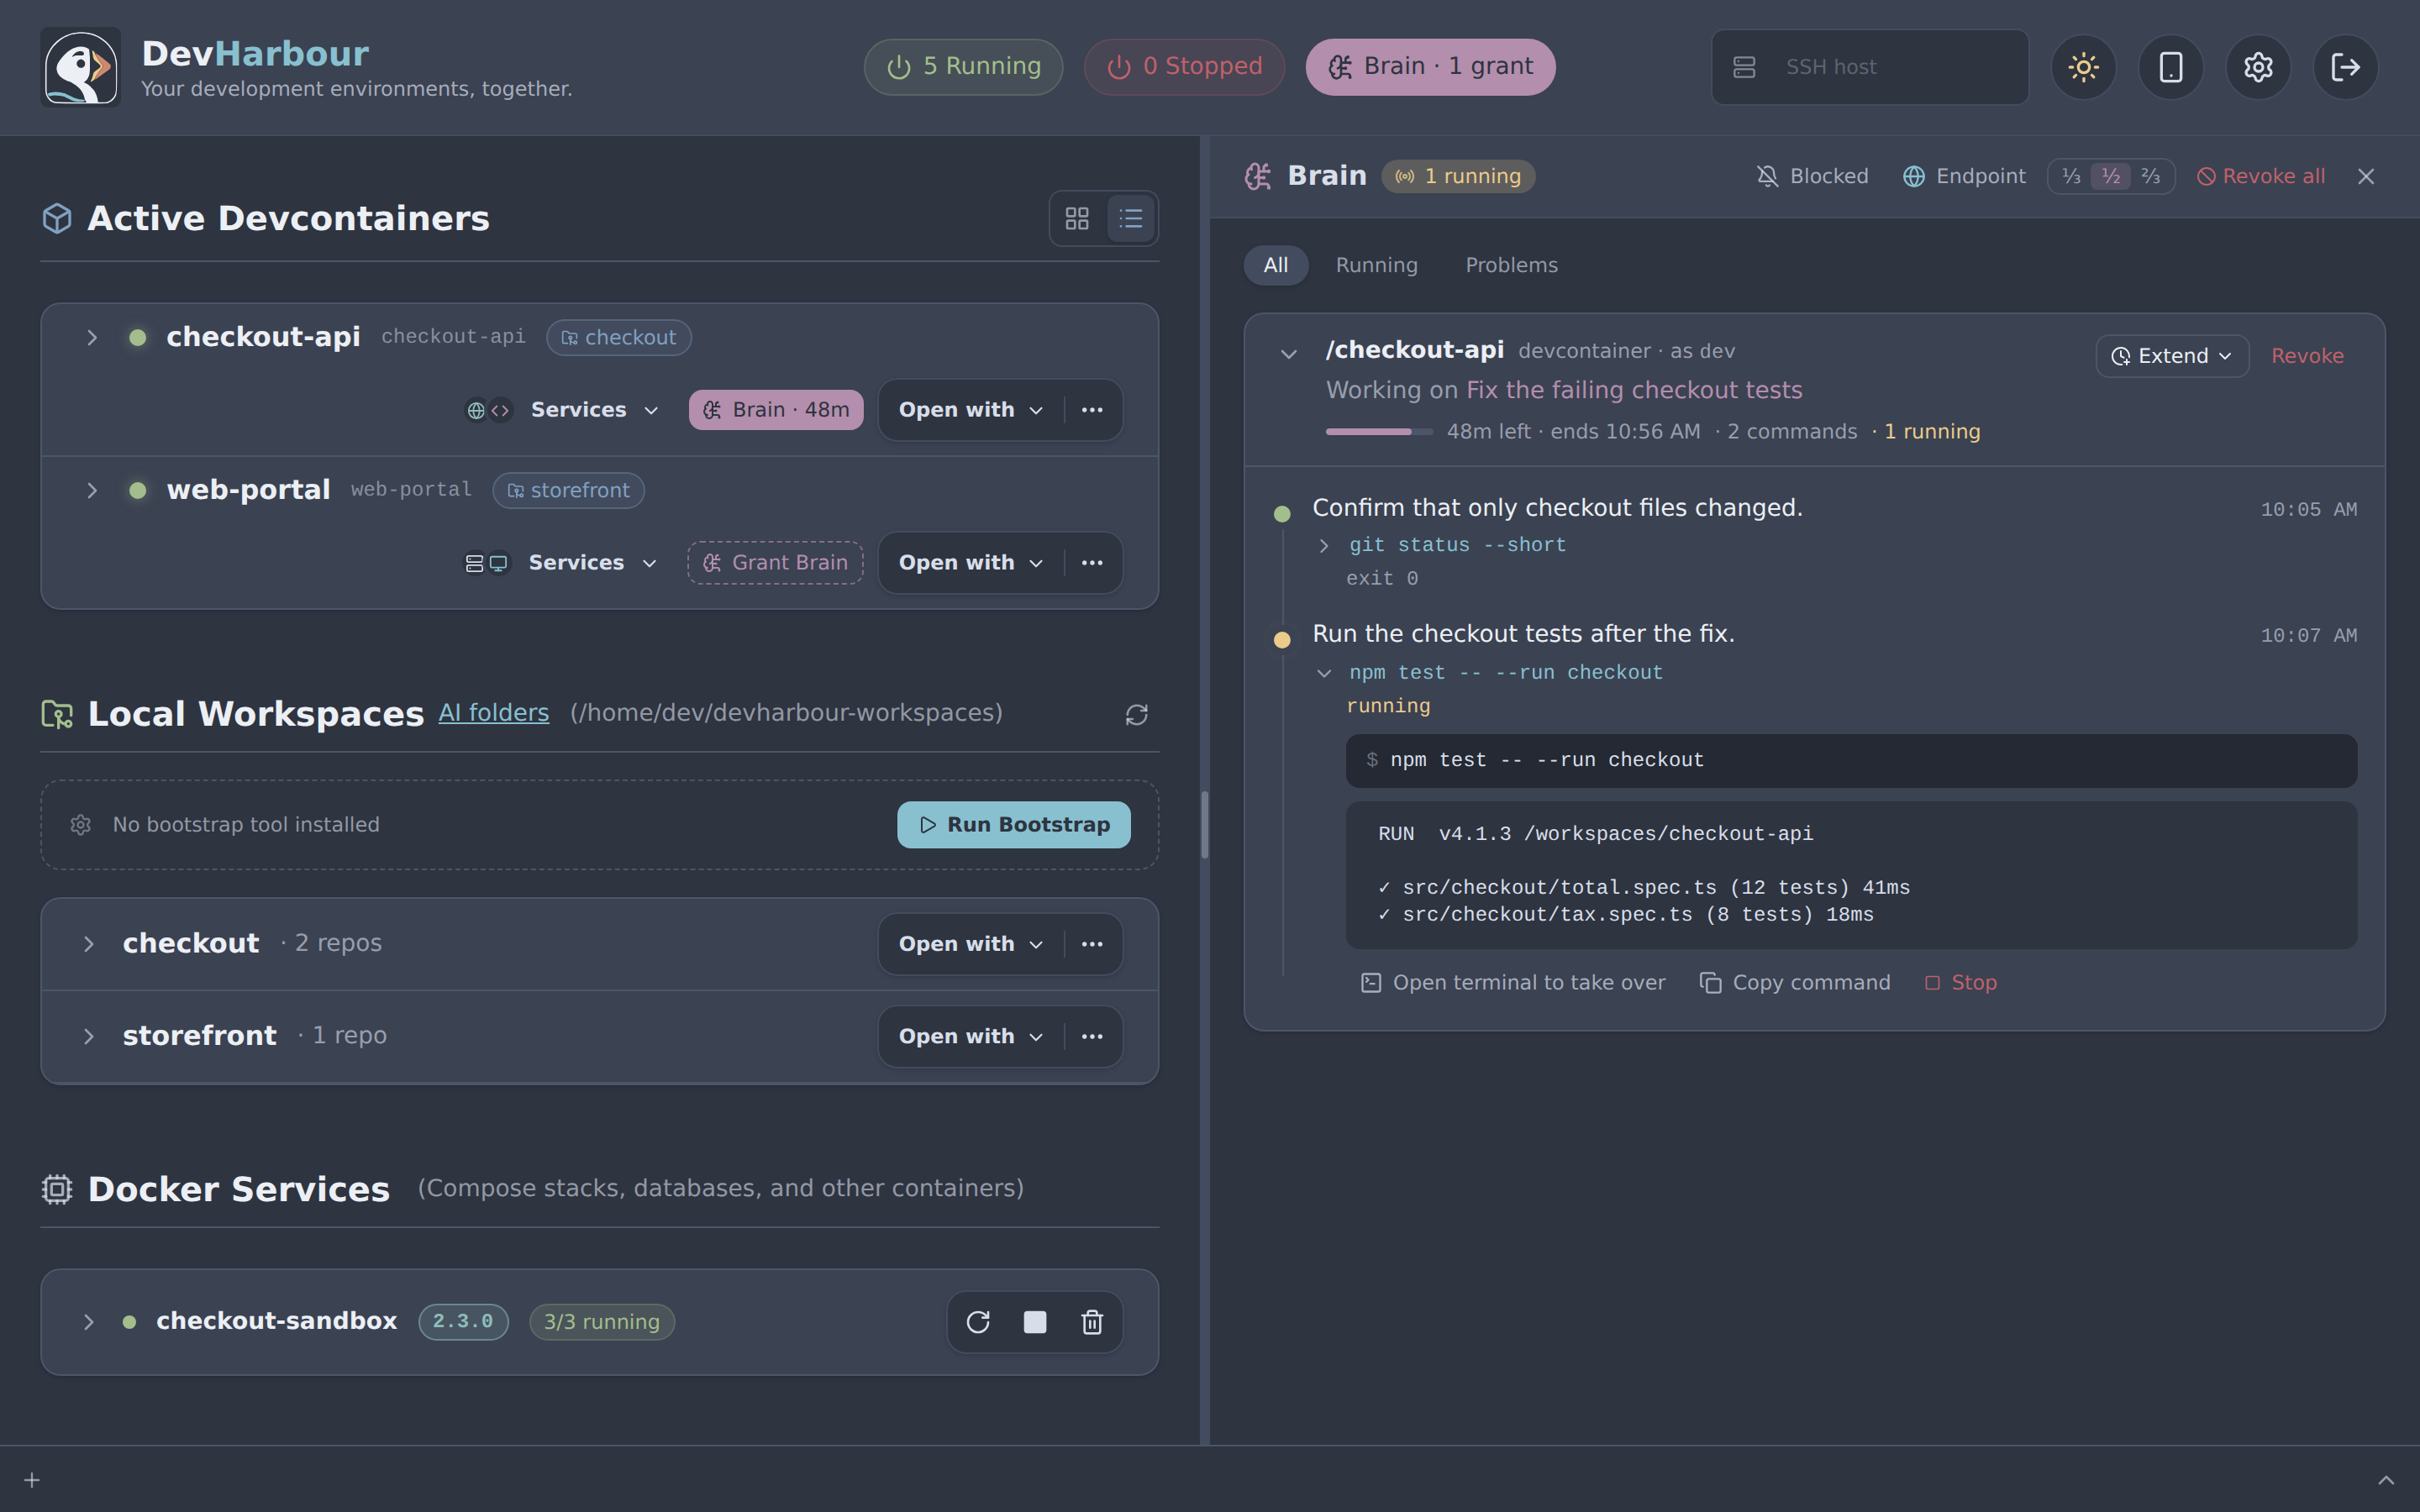 DevHarbour
Your development environments, together.
5 Running
0 Stopped
Brain · 1 grant
SSH host
Active Devcontainers
checkout-api checkout-api checkout
Services Brain · 48m Open with
web-portal web-portal storefront
Services Grant Brain Open with
Local Workspaces AI folders (/home/dev/devharbour-workspaces)
No bootstrap tool installed Run Bootstrap
checkout · 2 repos Open with
storefront · 1 repo Open with
Docker Services (Compose stacks, databases, and other containers)
checkout-sandbox 2.3.0 3/3 running
Brain 1 running Blocked Endpoint ⅓ ½ ⅔ Revoke all
All Running Problems
/checkout-api devcontainer · as dev Extend Revoke
Working on Fix the failing checkout tests
48m left · ends 10:56 AM · 2 commands · 1 running
Confirm that only checkout files changed. 10:05 AM
git status --short
exit 0
Run the checkout tests after the fix. 10:07 AM
npm test -- --run checkout
running
$ npm test -- --run checkout
RUN v4.1.3 /workspaces/checkout-api
✓ src/checkout/total.spec.ts (12 tests) 41ms
✓ src/checkout/tax.spec.ts (8 tests) 18ms
Open terminal to take over Copy command Stop